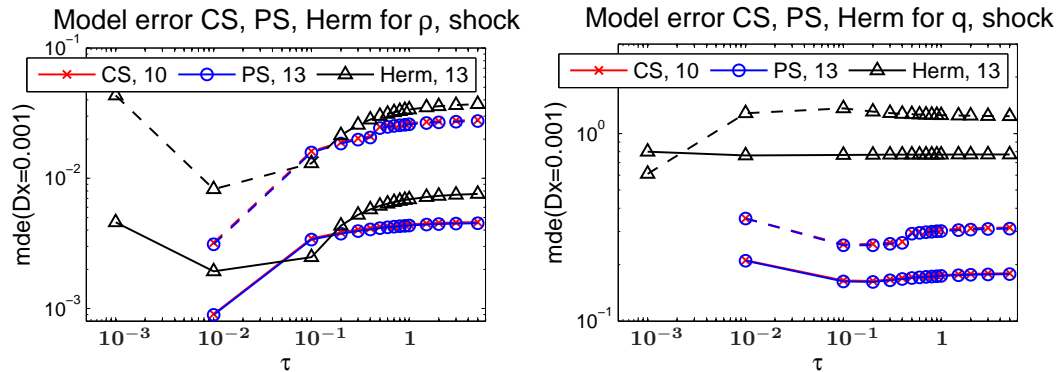 Model error CS, PS, Herm for ρ, shock
10⁻¹
CS, 10 PS, 13 Herm, 13
10⁻²
10⁻³
mde(Dx=0.001)
10⁻³ 10⁻² 10⁻¹ 1
τ
Model error CS, PS, Herm for q, shock
CS, 10 PS, 13 Herm, 13
10⁰
10⁻¹
mde(Dx=0.001)
10⁻³ 10⁻² 10⁻¹ 1
τ